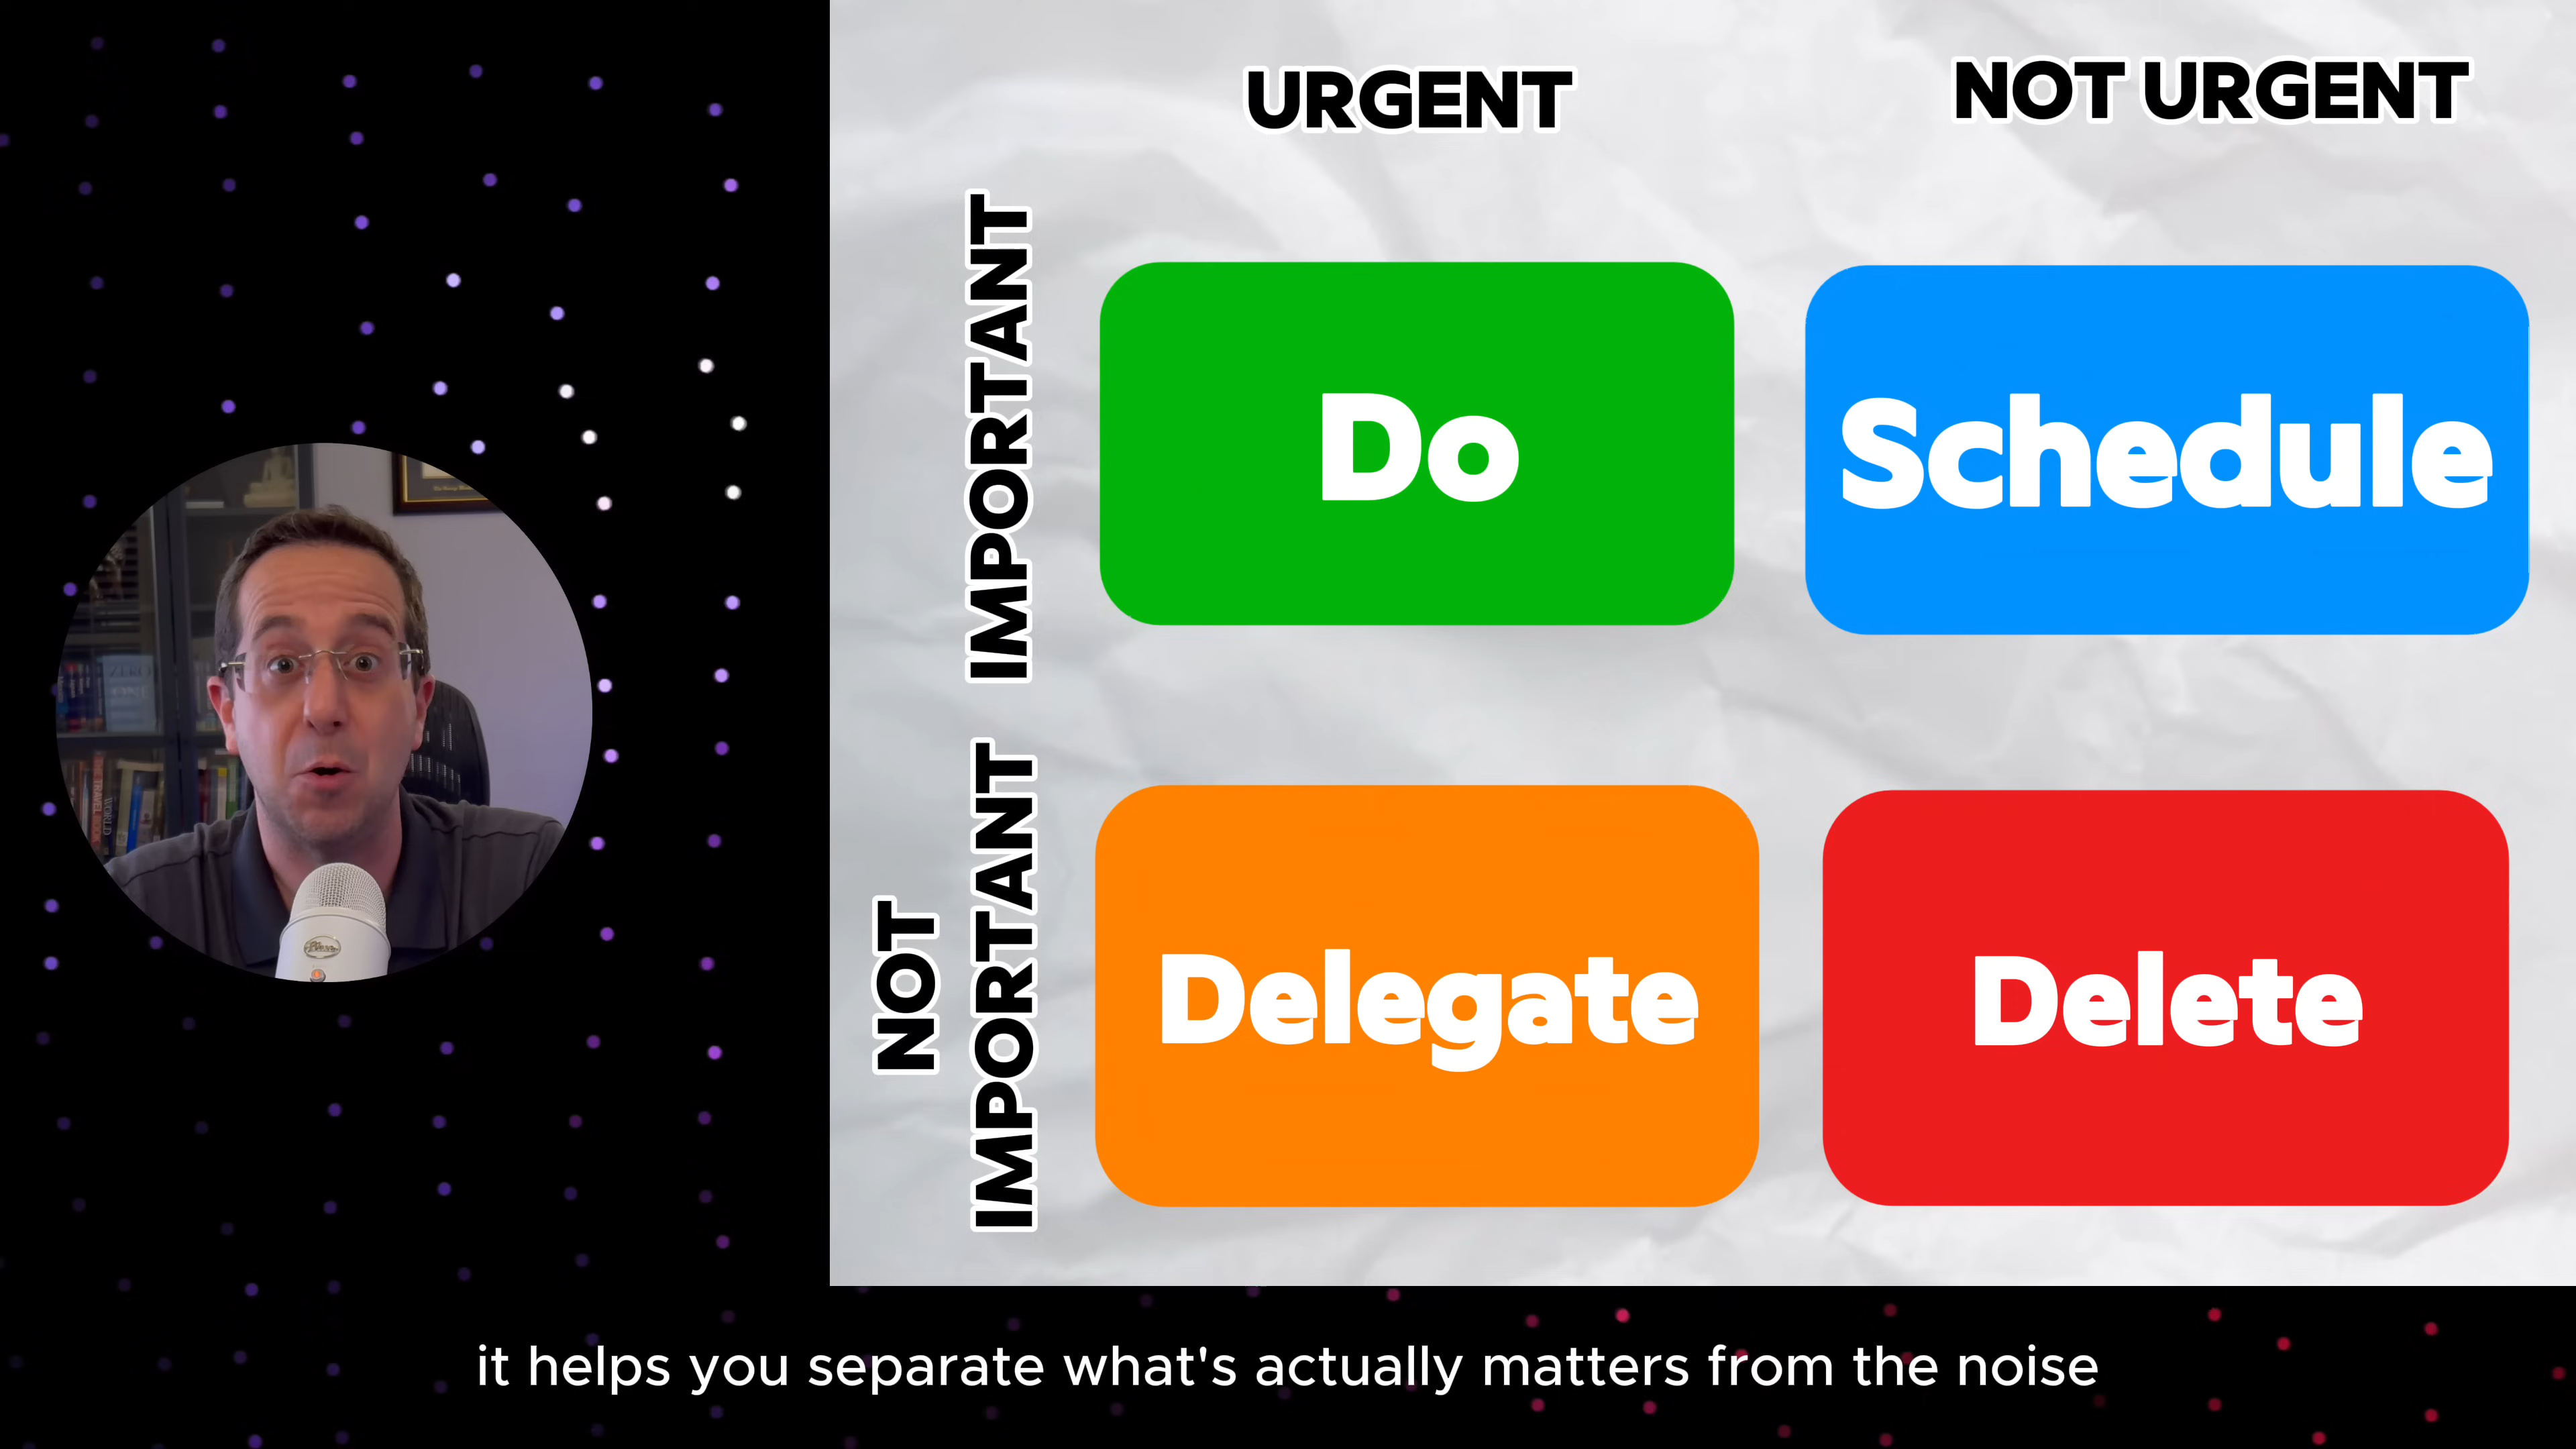 URGENT
NOT URGENT
IMPORTANT
Do
Schedule
NOT
IMPORTANT
Delegate
Delete
it helps you separate what's actually matters from the noise